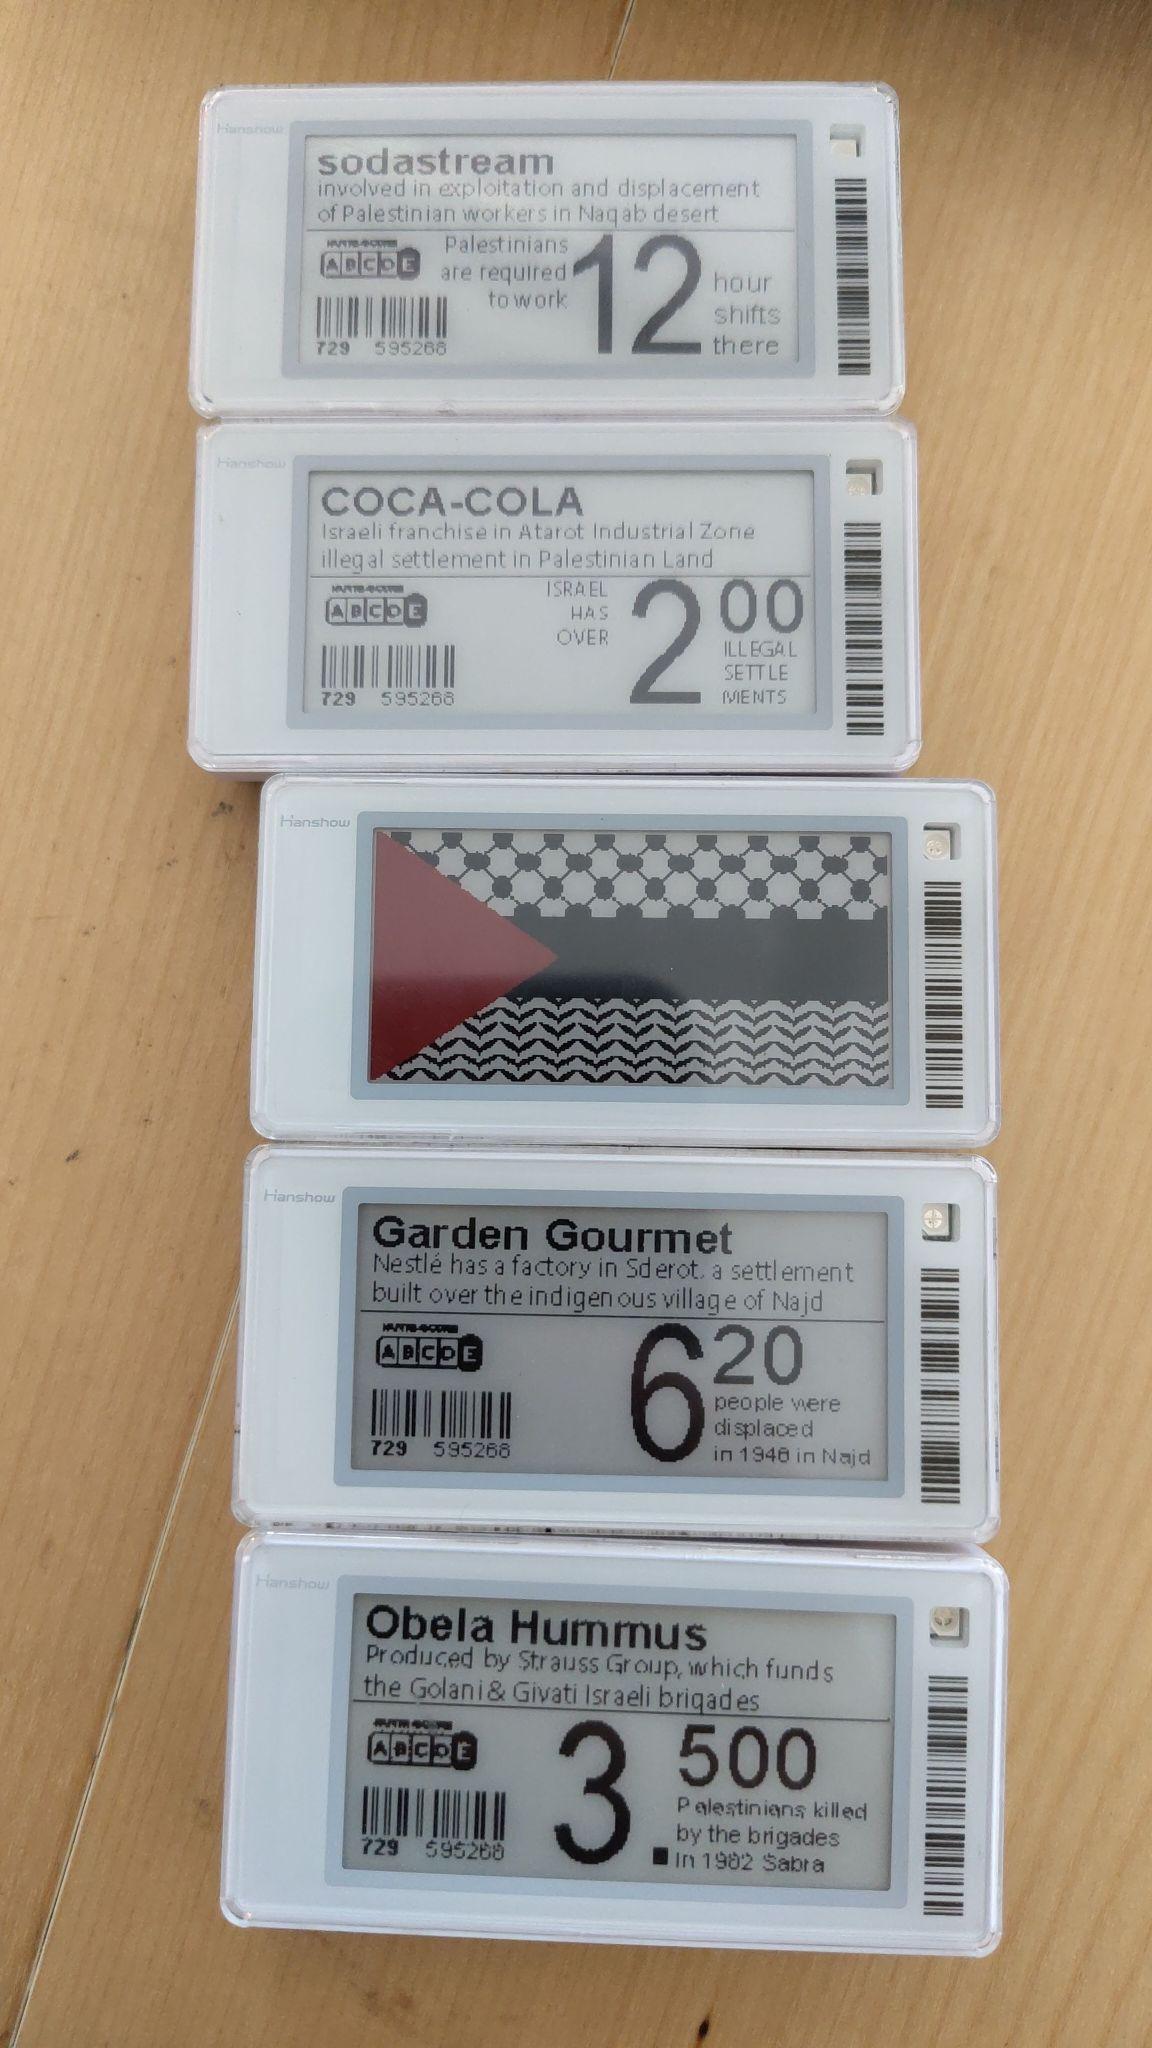 Hanshow
sodastream
involved in exploitation and displacement
of Palestinian workers in Naqab desert
A B C D E
Palestinians
are required
to work
12
hour
shifts
there
729 595268
Hanshow
COCA-COLA
Israeli franchise in Atarot Industrial Zone
illegal settlement in Palestinian Land
A B C D E
ISRAEL
HAS
OVER
2 00
ILLEGAL
SETTLE
MENTS
729 595268
Hanshow
Hanshow
Garden Gourmet
Nestlé has a factory in Sderot, a settlement
built over the indigenous village of Najd
A B C D E
6 20
people were
displaced
in 1948 in Najd
729 595268
Hanshow
Obela Hummus
Produced by Strauss Group, which funds
the Golani & Givati Israeli brigades
A B C D E
3. 500
Palestinians killed
by the brigades
in 1982 Sabra
729 595268